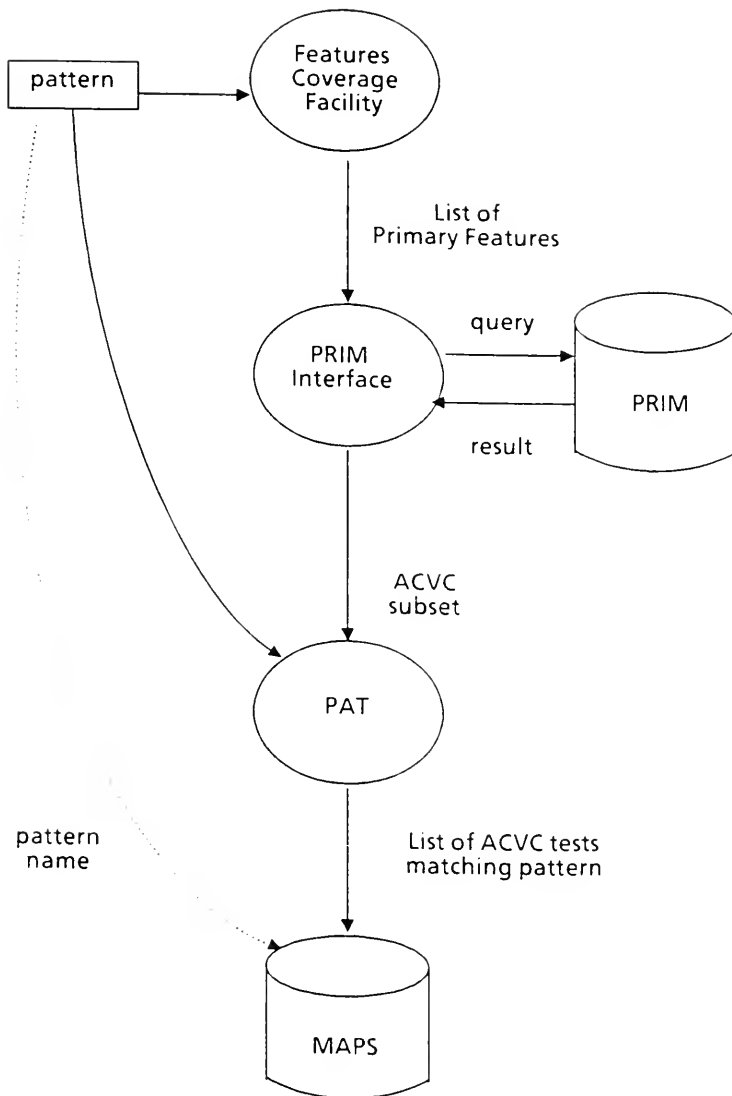 pattern
Features
Coverage
Facility
List of
Primary Features
PRIM
Interface
query
PRIM
result
ACVC
subset
PAT
pattern
name
List of ACVC tests
matching pattern
MAPS